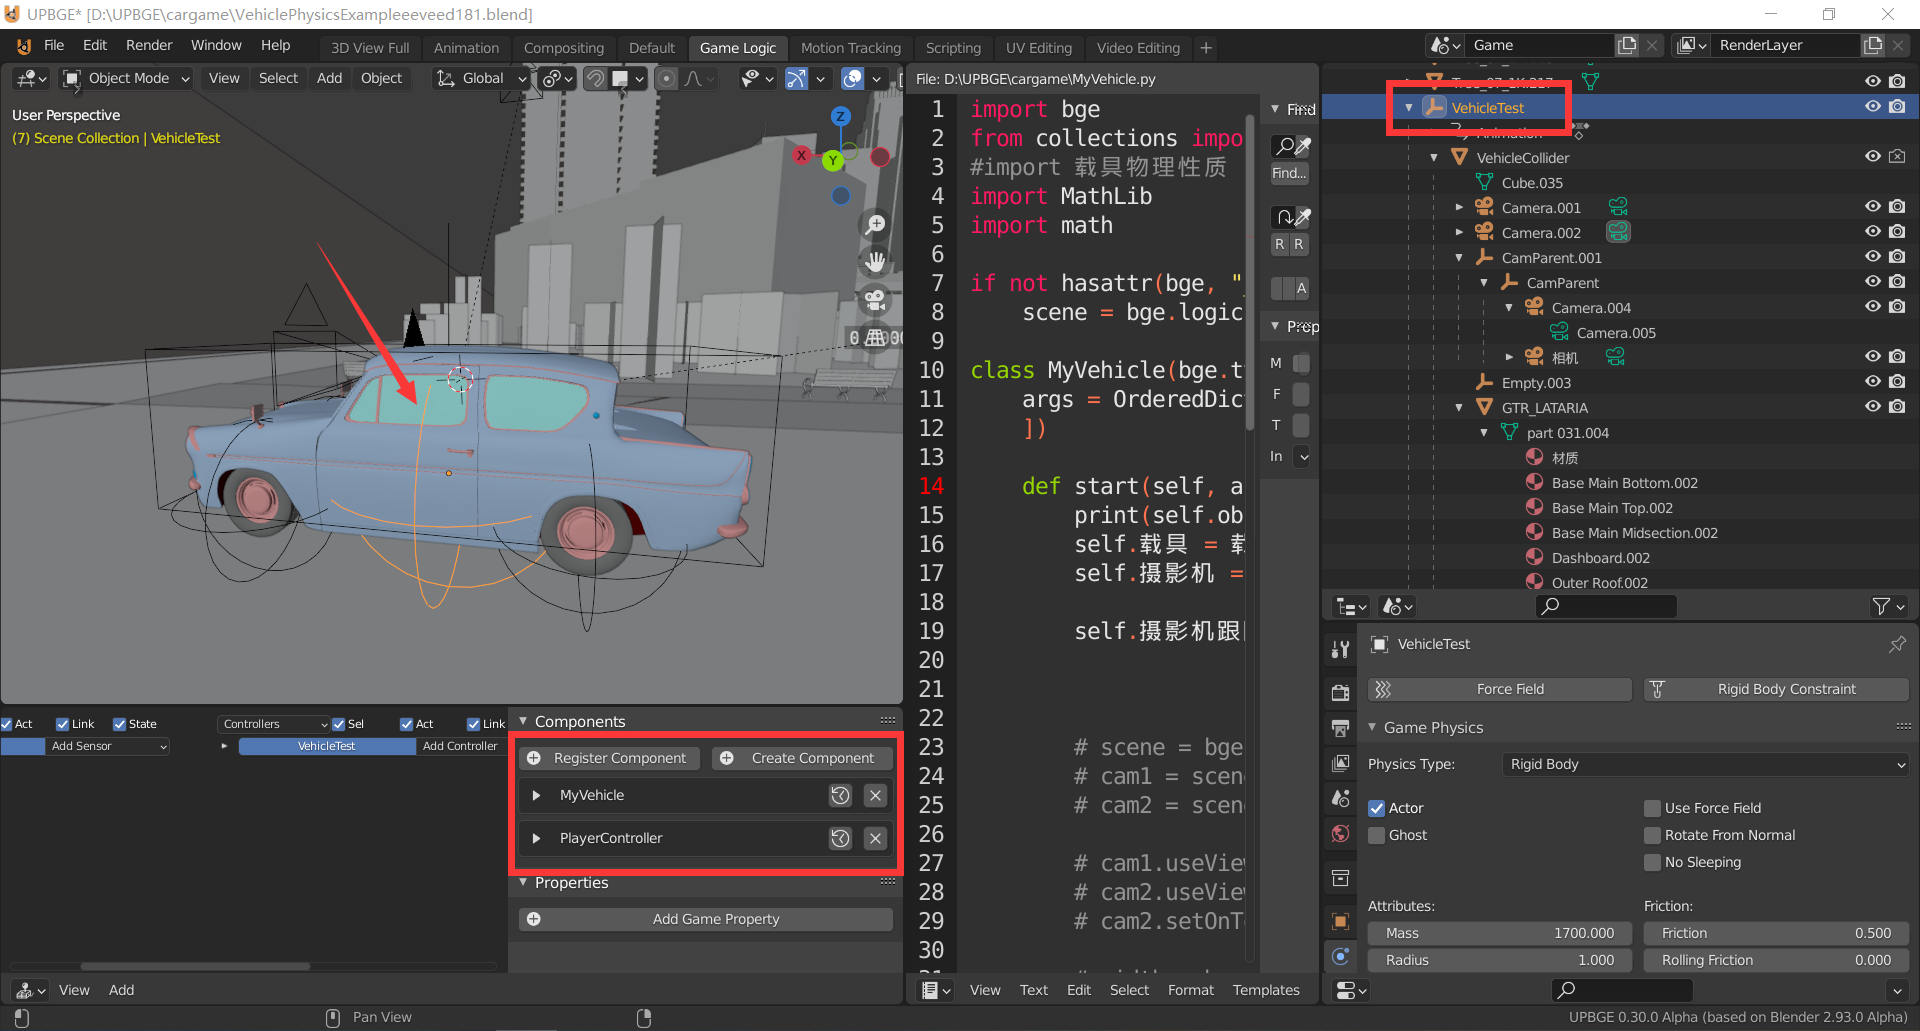 UPBGE* [D:\UPBGE\cargame\VehiclePhysicsExampleeeveed181.blend]
File Edit Render Window Help 3D View Full Animation Compositing Default Game Logic Motion Tracking Scripting UV Editing Video Editing + Game RenderLayer
Object Mode View Select Add Object Global
User Perspective
(7) Scene Collection | VehicleTest
Z
X
Y
File: D:\UPBGE\cargame\MyVehicle.py
1 import bge
2 from collections impo
3 #import 载具物理性质
4 import MathLib
5 import math
6
7 if not hasattr(bge, "
8 scene = bge.logic
9
10 class MyVehicle(bge.t
11 args = OrderedDic
12 ])
13
14 def start(self, a
15 print(self.ob
16 self.载具 = 载
17 self.摄影机 =
18
19 self.摄影机跟
20
21
22
23 # scene = bge
24 # cam1 = scen
25 # cam2 = scen
26
27 # cam1.useView
28 # cam2.useView
29 # cam2.setOnT
30
Find
Find...
R R
A
Prop
M
F
T
In
View Text Edit Select Format Templates
VehicleTest
Animation
VehicleCollider
Cube.035
Camera.001
Camera.002
CamParent.001
CamParent
Camera.004
Camera.005
相机
Empty.003
GTR_LATARIA
part 031.004
材质
Base Main Bottom.002
Base Main Top.002
Base Main Midsection.002
Dashboard.002
Outer Roof.002
VehicleTest
Force Field Rigid Body Constraint
Game Physics
Physics Type: Rigid Body
Actor Use Force Field
Ghost Rotate From Normal
No Sleeping
Attributes: Friction:
Mass 1700.000 Friction 0.500
Radius 1.000 Rolling Friction 0.000
Act Link State Controllers Sel Act Link
Add Sensor VehicleTest Add Controller
Components
Register Component Create Component
MyVehicle
PlayerController
Properties
Add Game Property
View Add
Pan View
UPBGE 0.30.0 Alpha (based on Blender 2.93.0 Alpha)